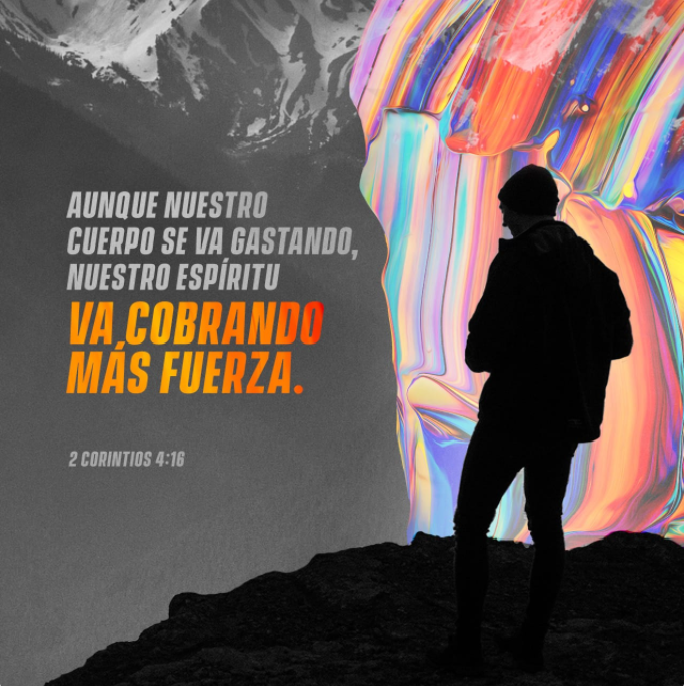 AUNQUE NUESTRO
CUERPO SE VA GASTANDO,
NUESTRO ESPÍRITU
VA COBRANDO
MÁS FUERZA.
2 CORINTIOS 4:16